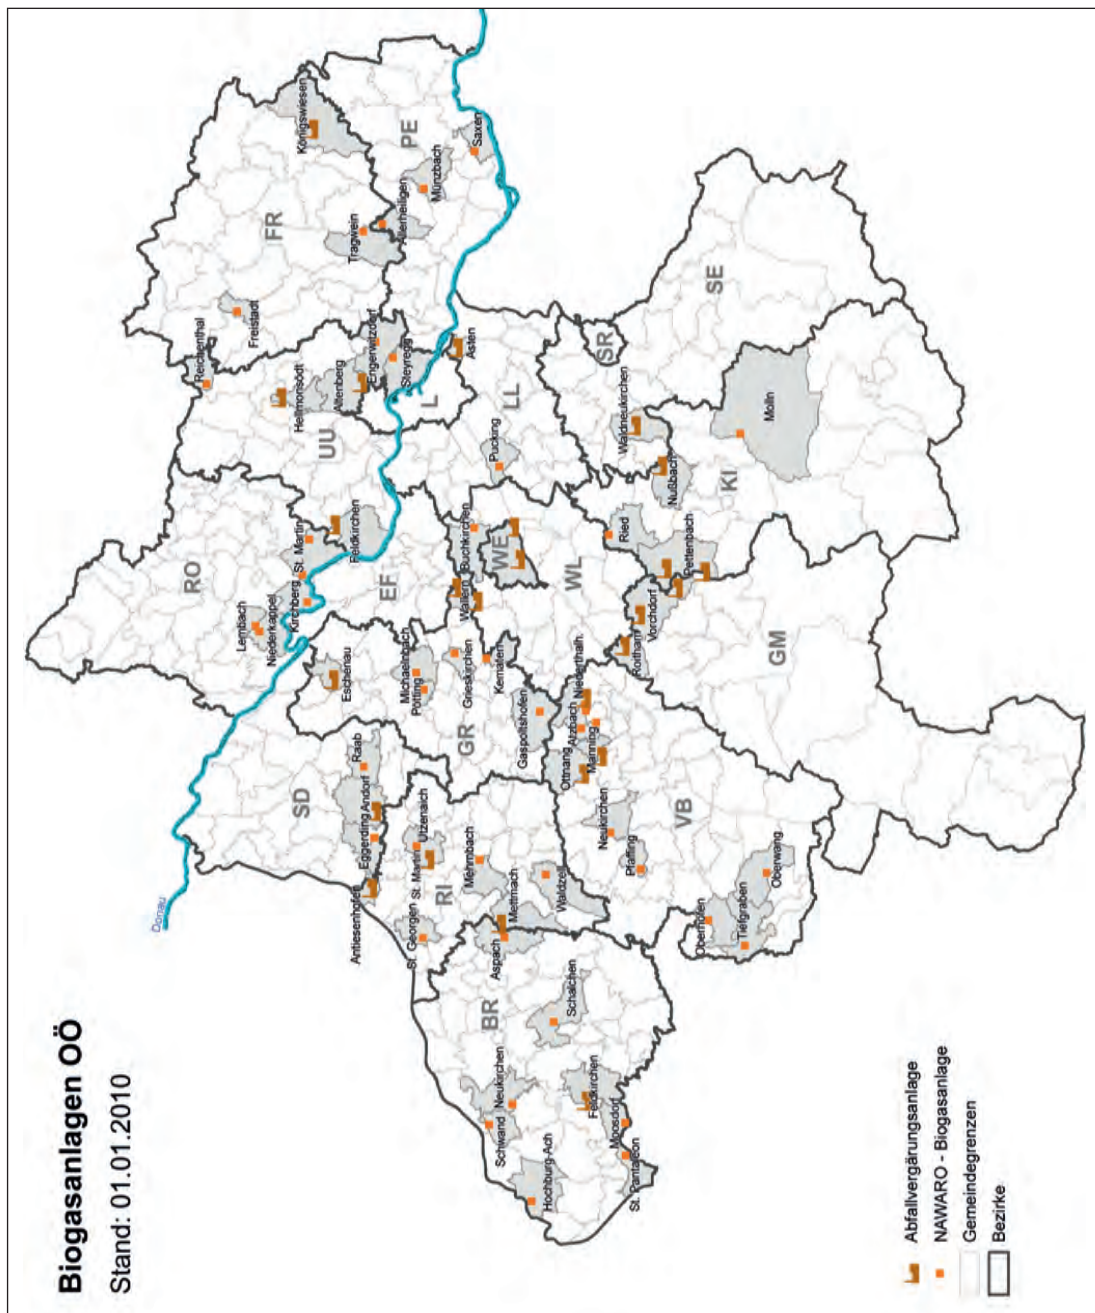 Biogasanlagen OÖ
Stand: 01.01.2010
Donau
Königswiesen
PE
Saxen
Münzbach
Allerheiligen
Tragwein
FR
Freistadt
Reichenthal
Hellmonsödt
Altenberg
Engerwitzdorf
Steyregg
Asten
L
UU
LL
Pucking
SR
SE
Waldneukirchen
Nußbach
Molln
KI
RO
St. Martin
Feldkirchen
Kirchberg
Lembach
Niederkappel
EF
Buchkirchen
WE
Wallern
WL
Ried
Pettenbach
Vorchdorf
Roitham
GM
Eschenau
Michaelnbach
Pötting
Grieskirchen
Kematen
GR
Gaspoltshofen
Niederthalh.
Atzbach
Manning
Ottnang
SD
Raab
Andorf
Eggerding
Antiesenhofen
Utzenaich
St. Martin
RI
St. Georgen
Mehrnbach
Mettmach
Waldzell
Aspach
Neukirchen
Pfaffing
VB
Oberwang
Oberhofen
Tiefgraben
BR
Schalchen
Neukirchen
Schwand
Feldkirchen
Moosdorf
St. Pantaleon
Hochburg-Ach
Abfallvergärungsanlage
NAWARO - Biogasanlage
Gemeindegrenzen
Bezirke